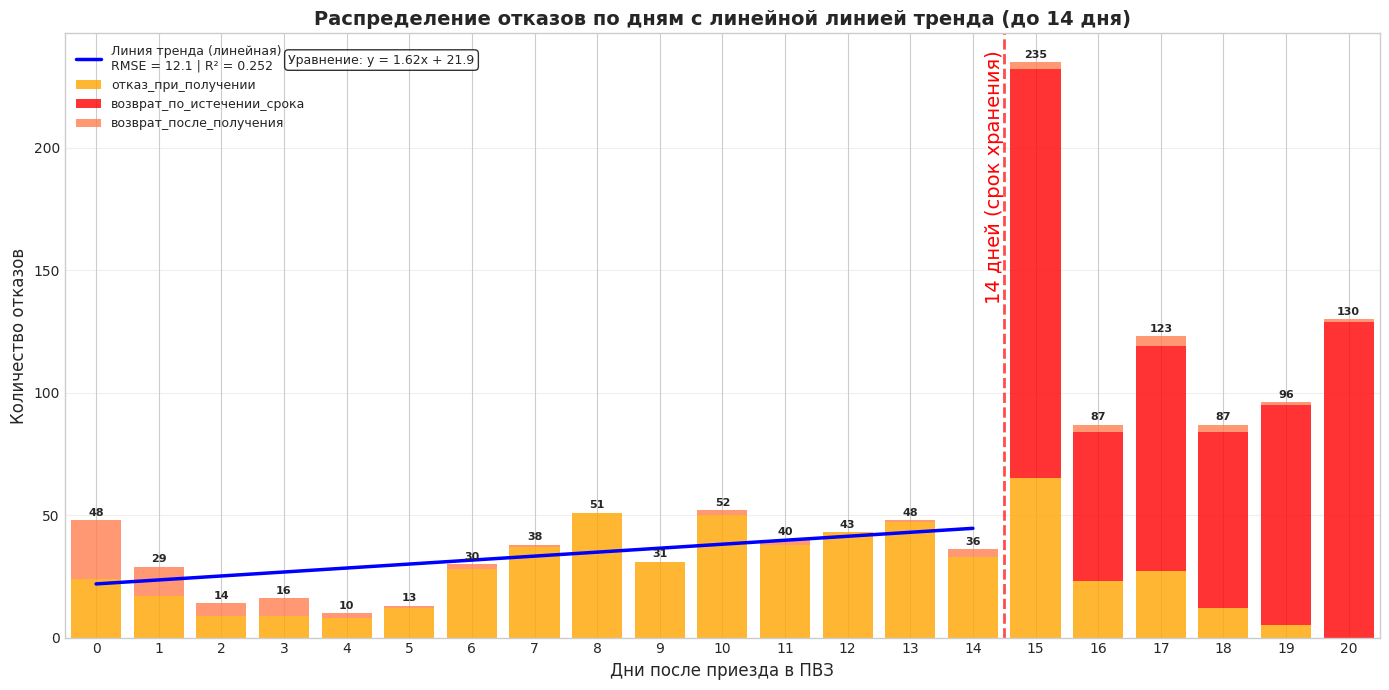 Распределение отказов по дням с линейной линией тренда (до 14 дня)
Линия тренда (линейная)
RMSE = 12.1 | R² = 0.252
Уравнение: y = 1.62x + 21.9
отказ_при_получении
возврат_по_истечении_срока
возврат_после_получения
14 дней (срок хранения)
Количество отказов
200
150
100
50
0
48
29
14
16
10
13
30
38
51
31
52
40
43
48
36
235
87
123
87
96
130
0 1 2 3 4 5 6 7 8 9 10 11 12 13 14 15 16 17 18 19 20
Дни после приезда в ПВЗ